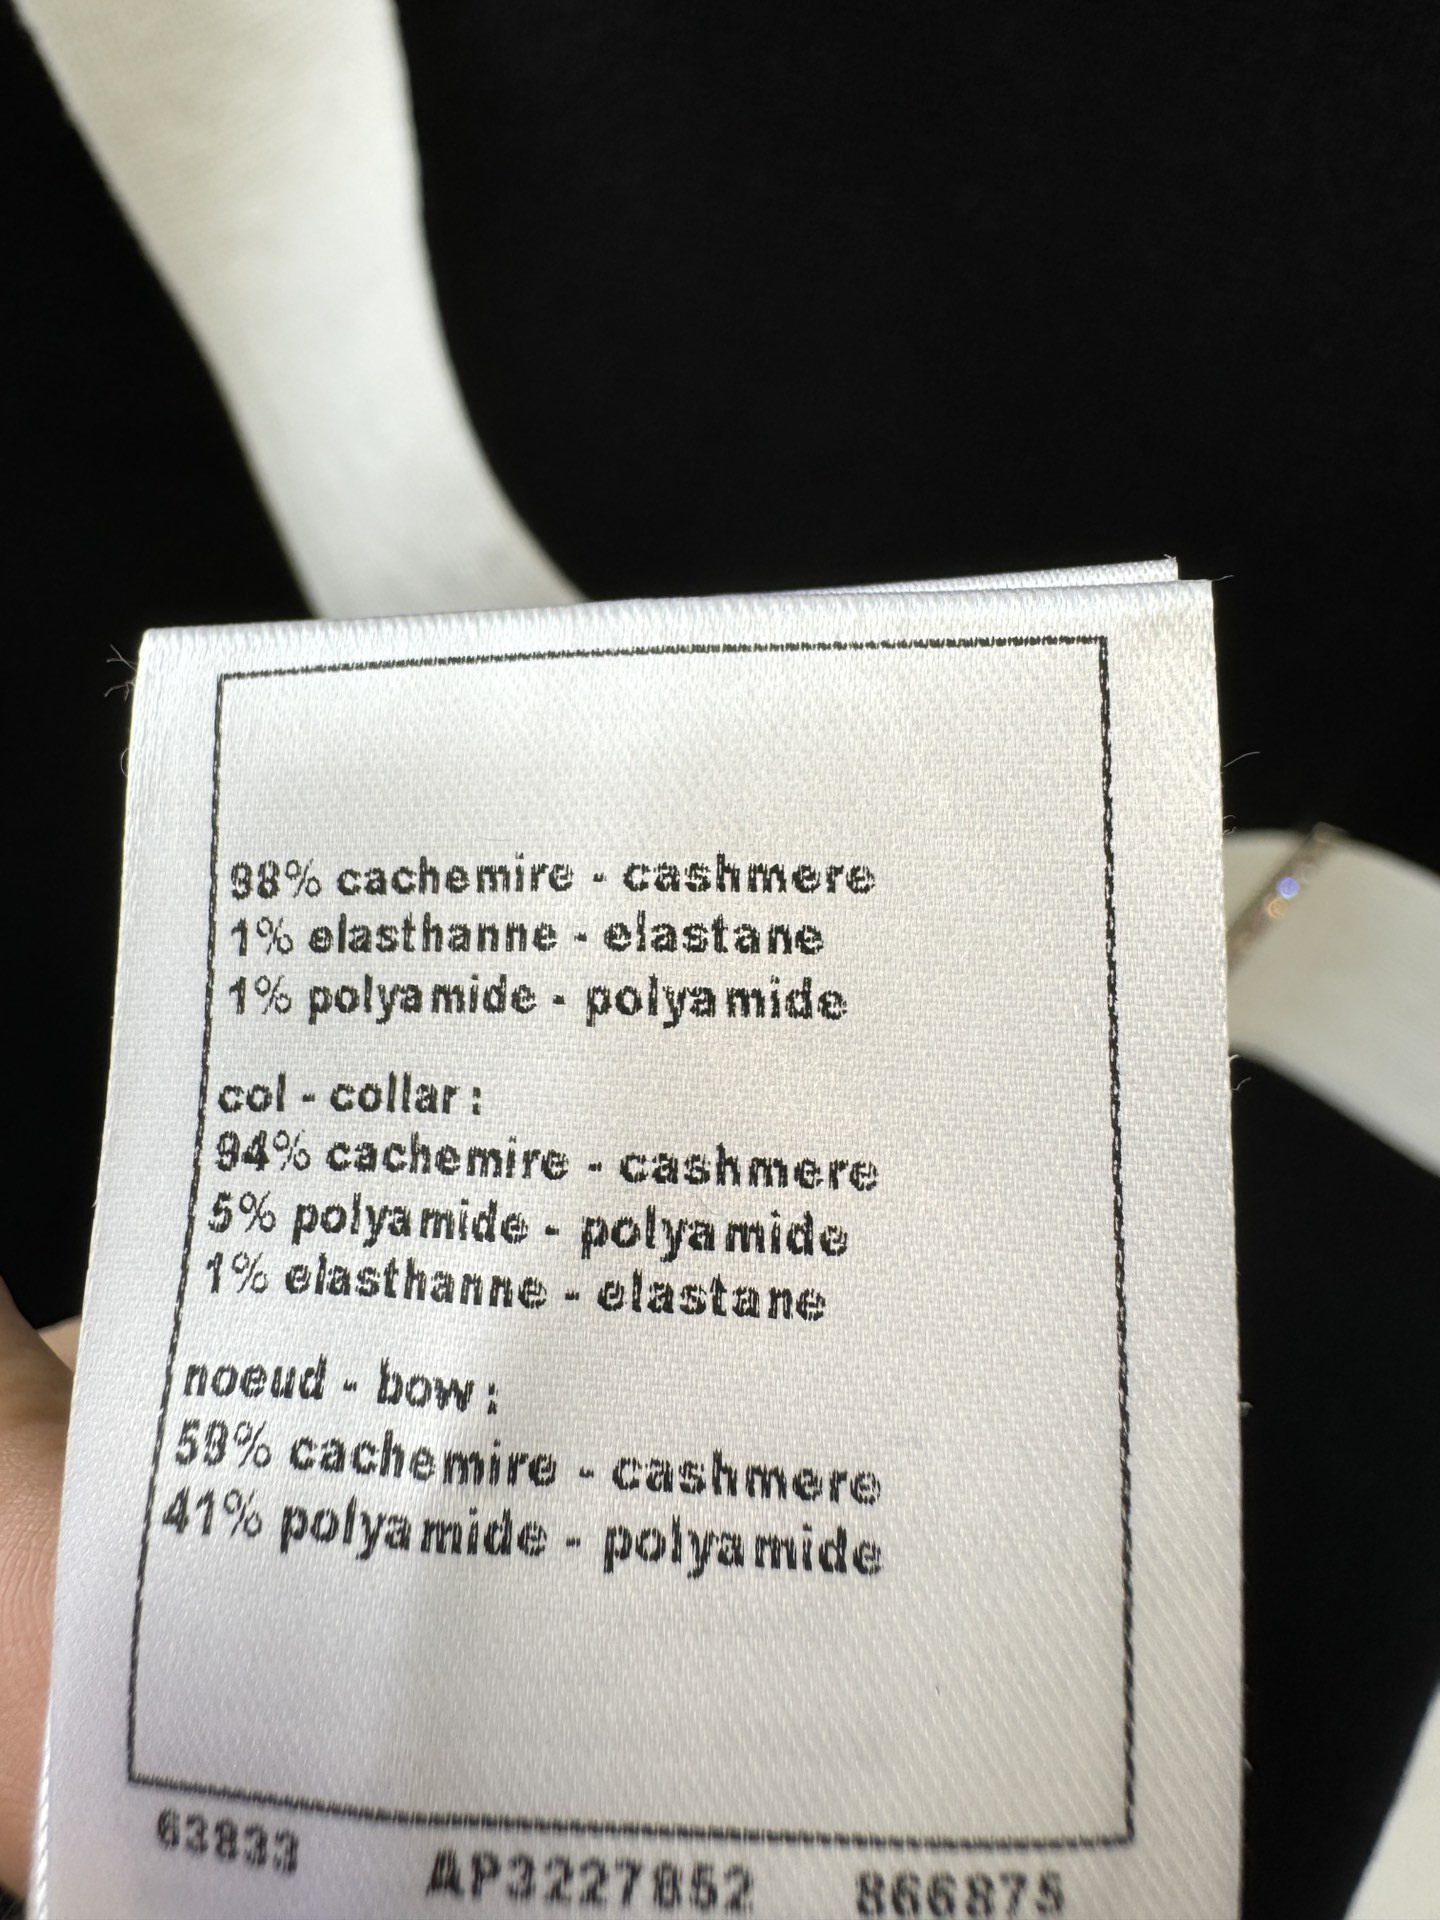 98% cachemire - cashmere
1% elasthanne - elastane
1% polyamide - polyamide
col - collar :
94% cachemire - cashmere
5% polyamide - polyamide
1% elasthanne - elastane
noeud - bow :
59% cachemire - cashmere
41% polyamide - polyamide
63833 AP3227852 866875